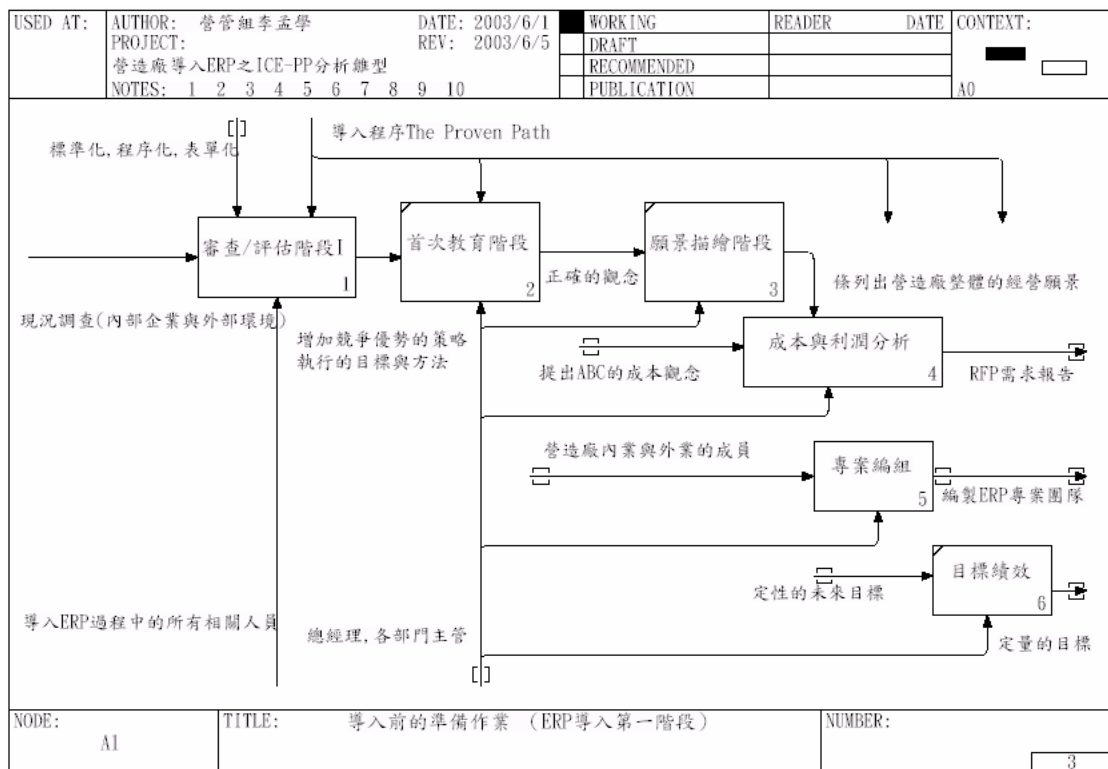 USED AT:
AUTHOR: 營管組李孟學
DATE: 2003/6/1
PROJECT:
REV: 2003/6/5
營造廠導入ERP之ICE-PP分析雛型
NOTES: 1 2 3 4 5 6 7 8 9 10
WORKING
DRAFT
RECOMMENDED
PUBLICATION
READER DATE
CONTEXT:
A0
標準化,程序化,表單化
導入程序The Proven Path
審查/評估階段I
1
首次教育階段
2
正確的觀念
願景描繪階段
3
條列出營造廠整體的經營願景
現況調查(內部企業與外部環境)
增加競爭優勢的策略
執行的目標與方法
提出ABC的成本觀念
成本與利潤分析
4
RFP需求報告
營造廠內業與外業的成員
專案編組
5
編製ERP專案團隊
定性的未來目標
目標績效
6
定量的目標
導入ERP過程中的所有相關人員
總經理,各部門主管
NODE:
A1
TITLE: 導入前的準備作業 (ERP導入第一階段)
NUMBER:
3